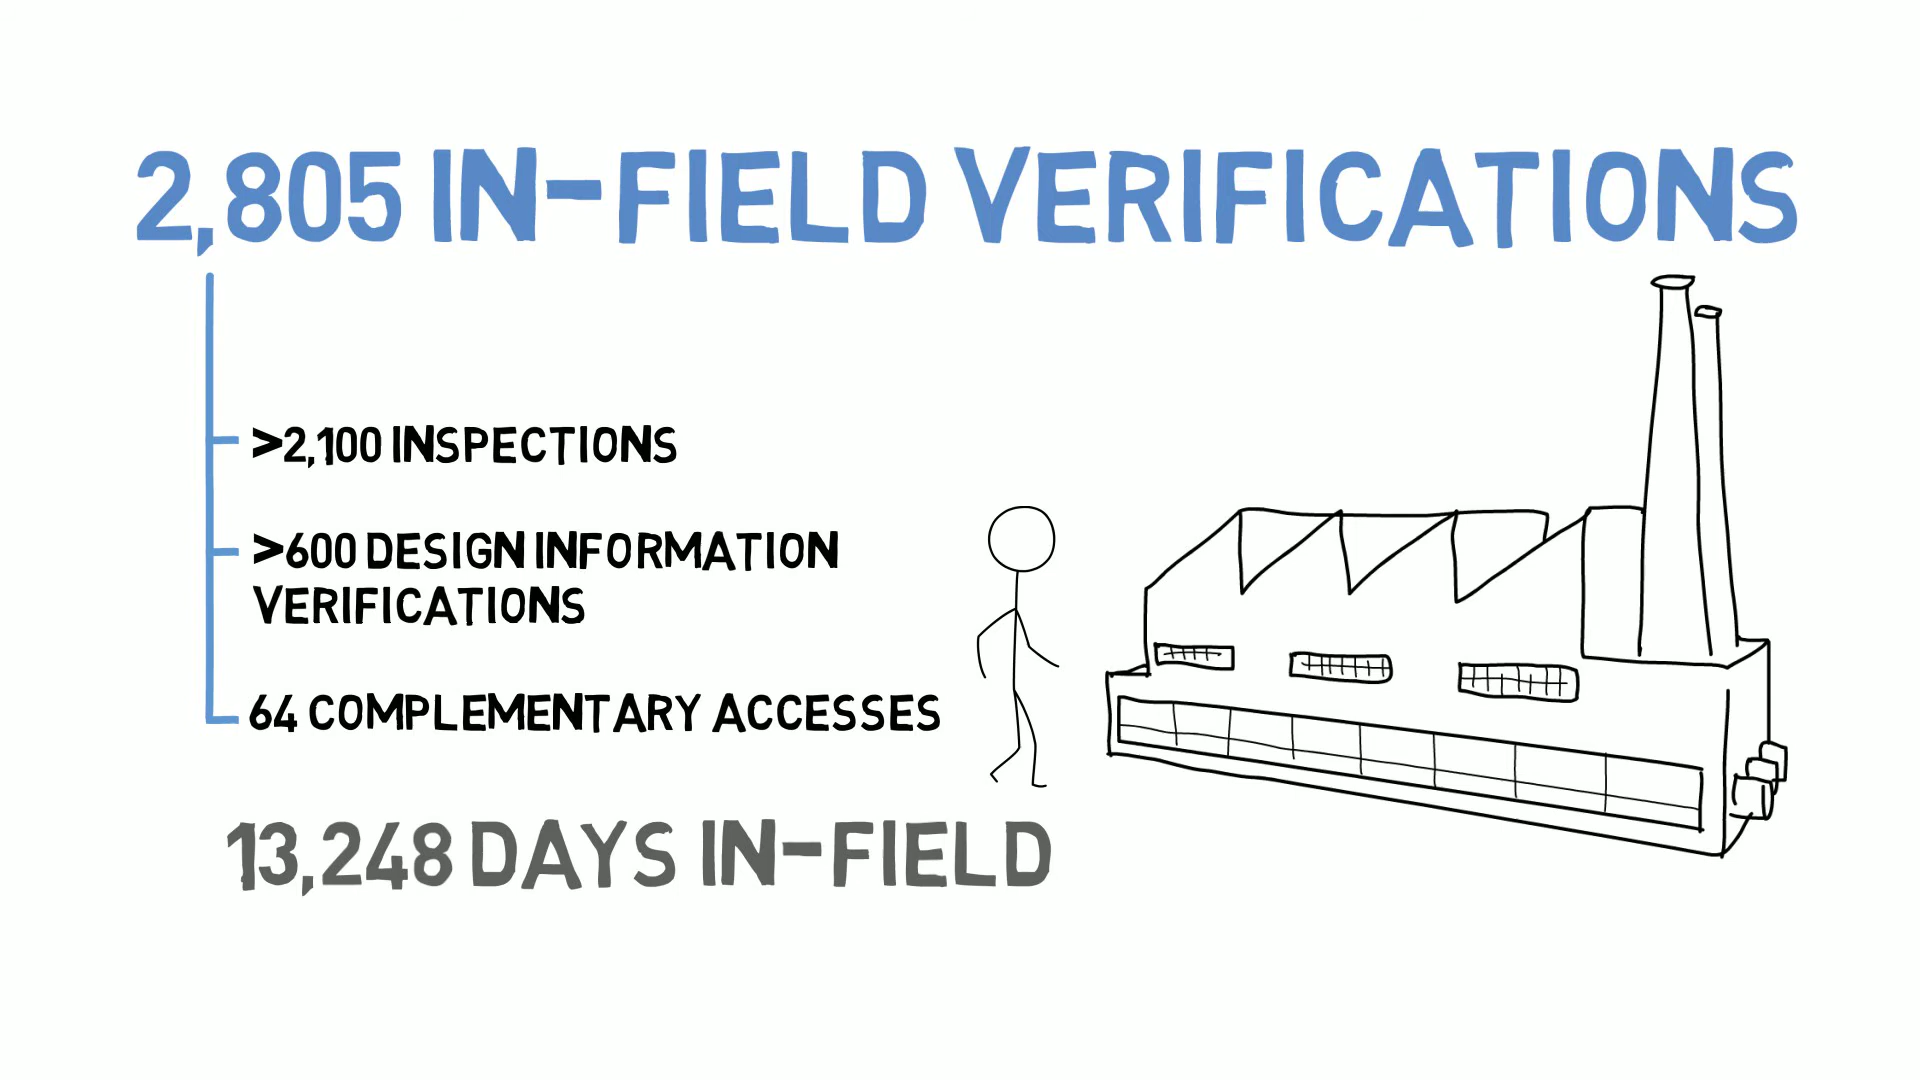 2,805 IN-FIELD VERIFICATIONS
>2,100 INSPECTIONS
>600 DESIGN INFORMATION
VERIFICATIONS
64 COMPLEMENTARY ACCESSES
13,248 DAYS IN-FIELD